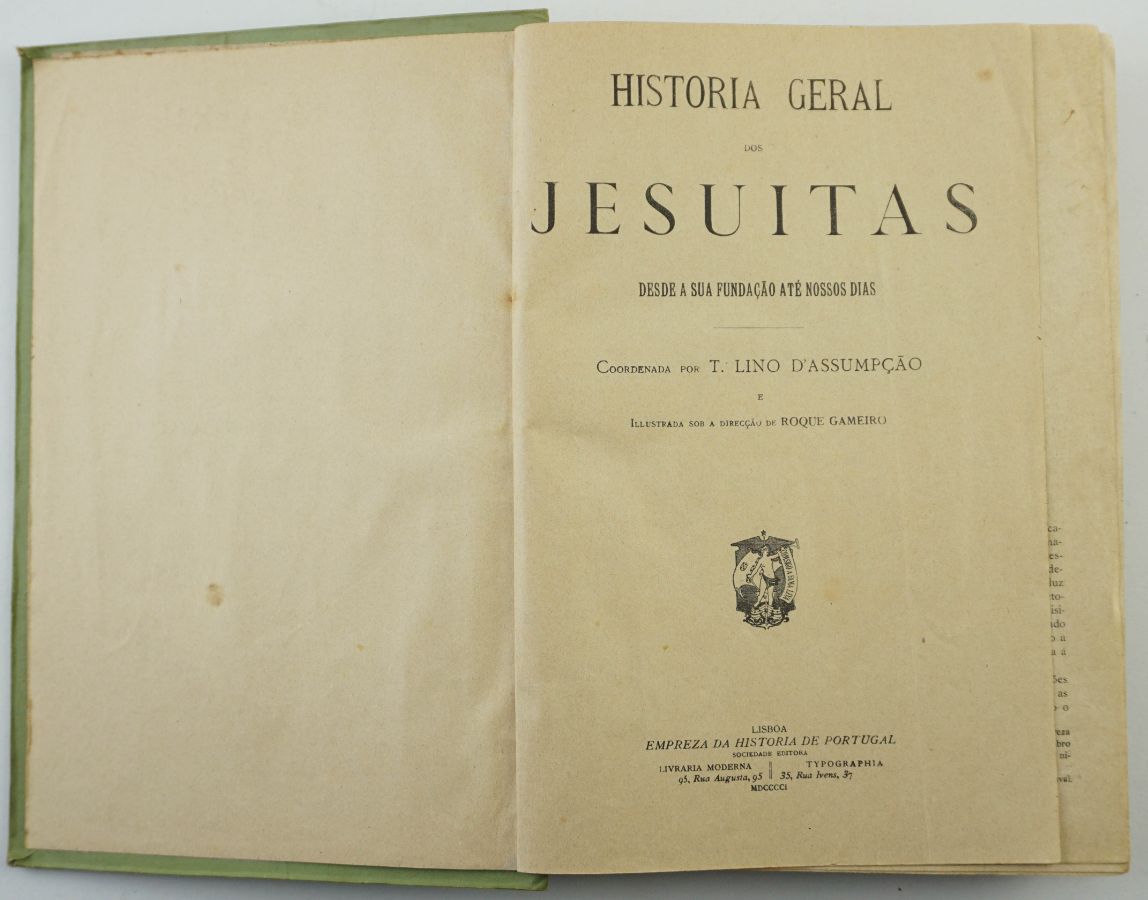 HISTORIA GERAL
DOS
JESUITAS
DESDE A SUA FUNDAÇÃO ATÉ NOSSOS DIAS
COORDENADA POR T. LINO D'ASSUMPÇÃO
E
ILLUSTRADA SOB A DIRECÇÃO DE ROQUE GAMEIRO
LISBOA
EMPREZA DA HISTORIA DE PORTUGAL
SOCIEDADE EDITORA
LIVRARIA MODERNA || TYPOGRAPHIA
95, Rua Augusta, 95 || 35, Rua Ivens, 37
MDCCCCI